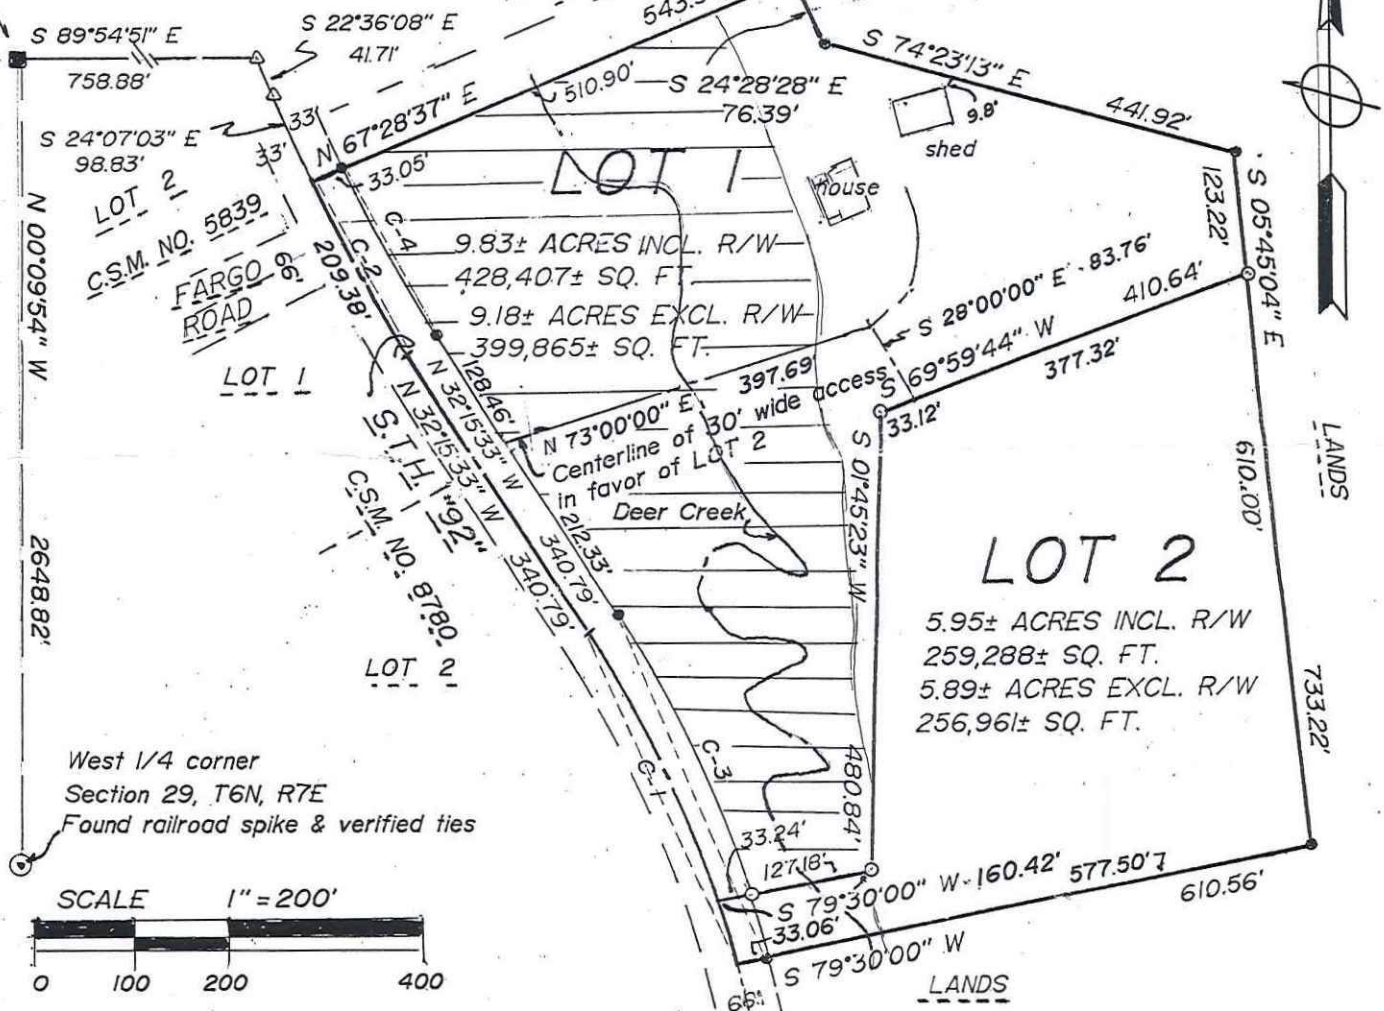 S 89°54'51" E
758.88'
S 22°36'08" E
41.71'
S 24°07'03" E
98.83'
33'
33'
N 67°28'37" E
33.05'
510.90'
S 24°28'28" E
76.39'
S 74°23'13" E
441.92'
9.8'
shed
house
123.22'
S 05°45'04" E
LOT 2
C.S.M. NO. 5839
FARGO
ROAD
66'
LOT 1
C-4
C-2
209.38'
9.83± ACRES INCL. R/W
428,407± SQ. FT.
9.18± ACRES EXCL. R/W
399,865± SQ. FT.
S 28°00'00" E - 83.76'
410.64'
S 69°59'44" W
377.32'
33.12'
N 00°09'54" W
2648.82'
LOT 1
N 32°15'33" W
128.46'
N 32°15'33" W
S.T.H. "92"
397.69'
N 73°00'00" E
Centerline of 30' wide access
in favor of LOT 2
212.33'
340.79'
340.79'
Deer Creek
C.S.M. NO. 8780
LOT 2
S 01°45'23" W
480.84'
610.00'
733.22'
LANDS
LOT 2
5.95± ACRES INCL. R/W
259,288± SQ. FT.
5.89± ACRES EXCL. R/W
256,961± SQ. FT.
C-3
C-1
West 1/4 corner
Section 29, T6N, R7E
Found railroad spike & verified ties
33.24'
127.18'
S 79°30'00" W - 160.42'
577.50'
610.56'
33.06'
S 79°30'00" W
66'
LANDS
SCALE 1" = 200'
0 100 200 400